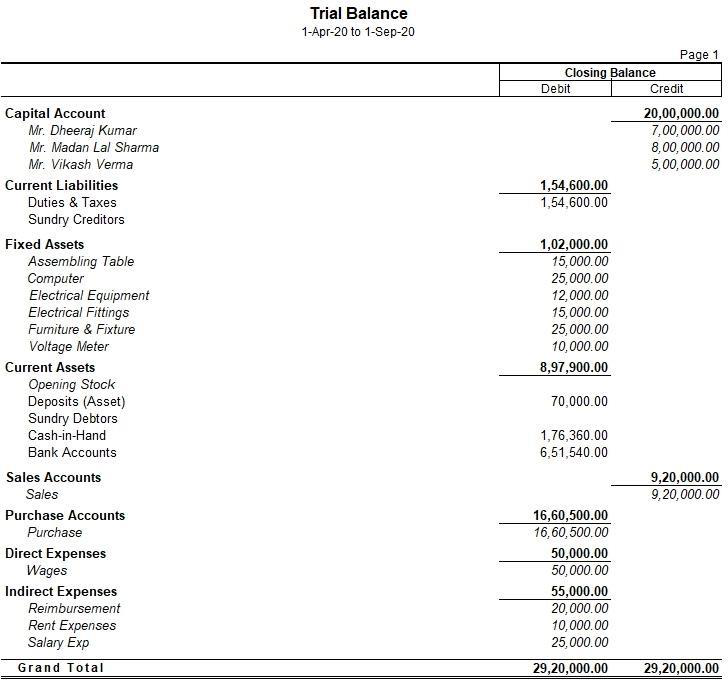 Trial Balance
1-Apr-20 to 1-Sep-20
Page 1
Closing Balance
Debit Credit
Capital Account 20,00,000.00
Mr. Dheeraj Kumar 7,00,000.00
Mr. Madan Lal Sharma 8,00,000.00
Mr. Vikash Verma 5,00,000.00
Current Liabilities 1,54,600.00
Duties & Taxes 1,54,600.00
Sundry Creditors
Fixed Assets 1,02,000.00
Assembling Table 15,000.00
Computer 25,000.00
Electrical Equipment 12,000.00
Electrical Fittings 15,000.00
Furniture & Fixture 25,000.00
Voltage Meter 10,000.00
Current Assets 8,97,900.00
Opening Stock
Deposits (Asset) 70,000.00
Sundry Debtors
Cash-in-Hand 1,76,360.00
Bank Accounts 6,51,540.00
Sales Accounts 9,20,000.00
Sales 9,20,000.00
Purchase Accounts 16,60,500.00
Purchase 16,60,500.00
Direct Expenses 50,000.00
Wages 50,000.00
Indirect Expenses 55,000.00
Reimbursement 20,000.00
Rent Expenses 10,000.00
Salary Exp 25,000.00
Grand Total 29,20,000.00 29,20,000.00